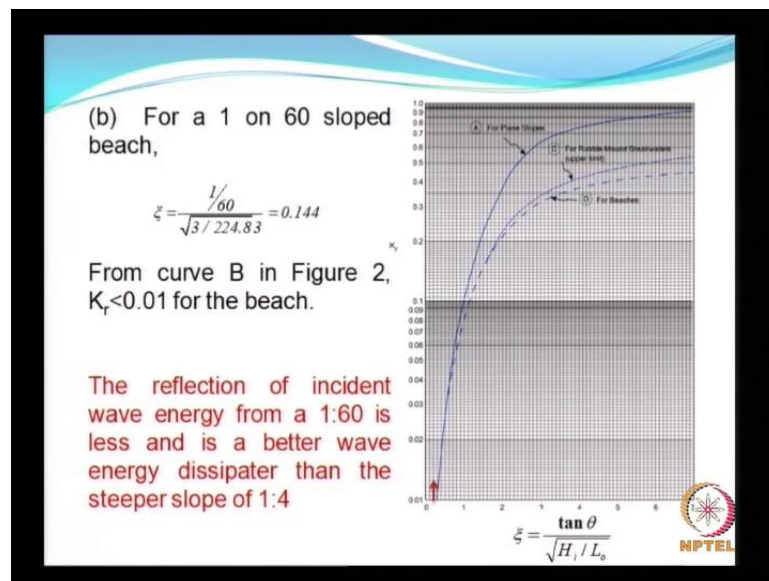 (b) For a 1 on 60 sloped
beach,
ξ = 1/60 / √3 / 224.83 = 0.144
From curve B in Figure 2,
Kr<0.01 for the beach.
The reflection of incident
wave energy from a 1:60 is
less and is a better wave
energy dissipater than the
steeper slope of 1:4
1.0
0.9
0.8
0.7
0.6
0.5
0.4
0.3
0.2
0.1
0.09
0.08
0.07
0.06
0.05
0.04
0.03
0.02
0.01
Kr
A For Plane Slopes
C For Rubble-Mound Breakwaters
(upper limit)
D For Beaches
0 1 2 3 4 5 6
ξ = tan θ / √Hi / Lo
NPTEL